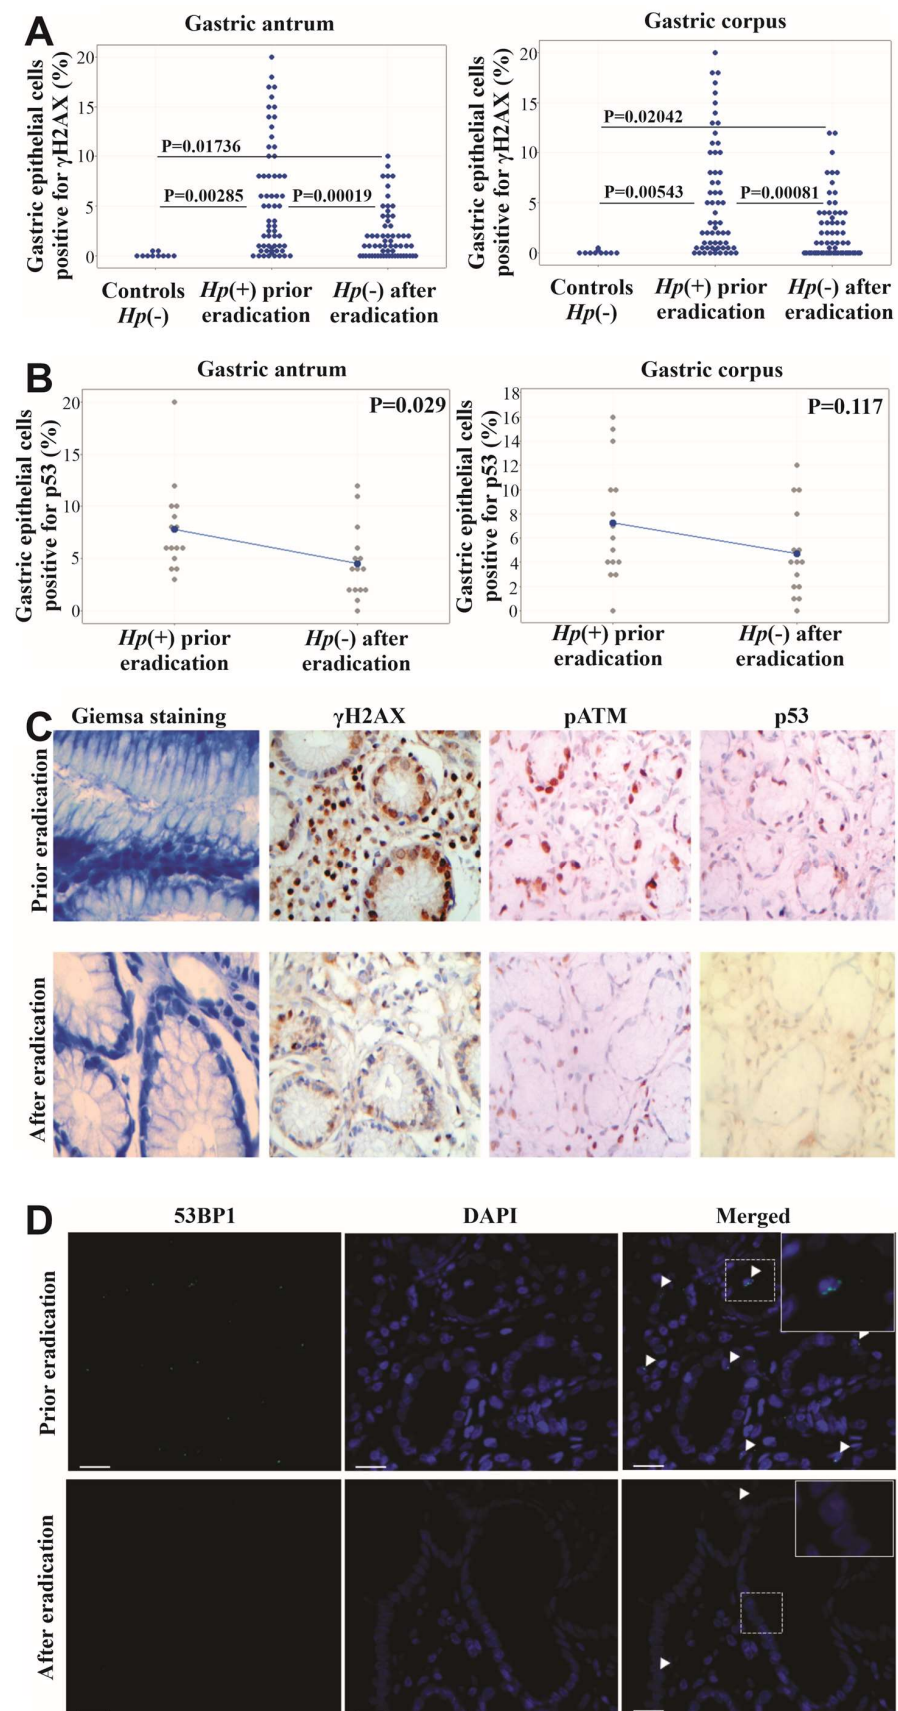 A
Gastric antrum
Gastric corpus
Gastric epithelial cells
positive for γH2AX (%)
20
15
10
5
0
P=0.01736
P=0.00285
P=0.00019
Controls
Hp(-)
Hp(+) prior
eradication
Hp(-) after
eradication
Gastric epithelial cells
positive for γH2AX (%)
20
15
10
5
0
P=0.02042
P=0.00543
P=0.00081
Controls
Hp(-)
Hp(+) prior
eradication
Hp(-) after
eradication
B
Gastric antrum
Gastric corpus
Gastric epithelial cells
positive for p53 (%)
20
15
10
5
0
P=0.029
Hp(+) prior
eradication
Hp(-) after
eradication
Gastric epithelial cells
positive for p53 (%)
18
16
14
12
10
8
6
4
2
0
P=0.117
Hp(+) prior
eradication
Hp(-) after
eradication
C
Giemsa staining
γH2AX
pATM
p53
Prior eradication
After eradication
D
53BP1
DAPI
Merged
Prior eradication
After eradication